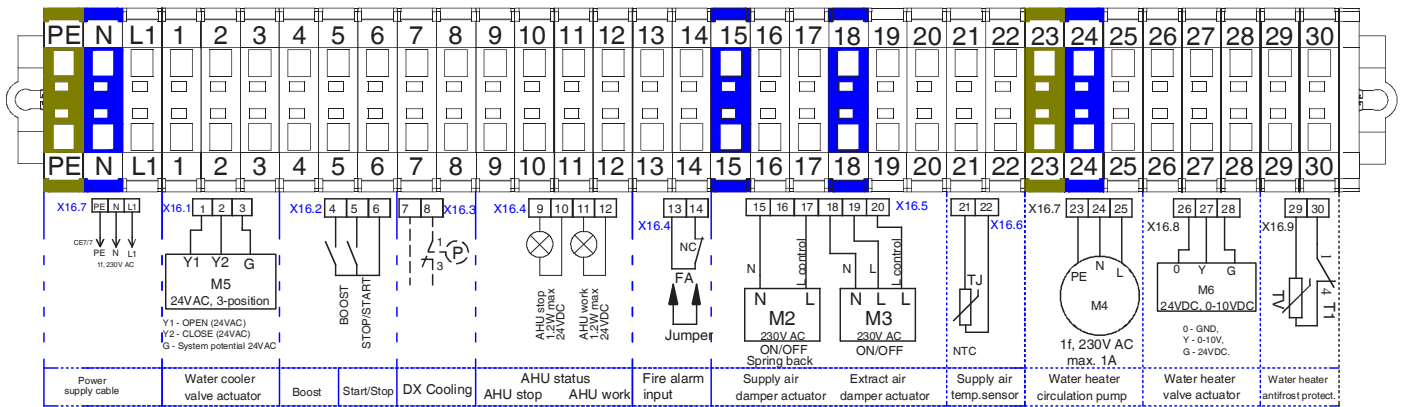 PE N L1 1 2 3 4 5 6 7 8 9 10 11 12 13 14 15 16 17 18 19 20 21 22 23 24 25 26 27 28 29 30
PE N L1 1 2 3 4 5 6 7 8 9 10 11 12 13 14 15 16 17 18 19 20 21 22 23 24 25 26 27 28 29 30
X16.7 PE N L1
CE7/7
PE N L1
1f, 230V AC
Power
supply cable
X16.1 1 2 3
Y1 Y2 G
M5
24VAC, 3-position
Y1 - OPEN (24VAC)
Y2 - CLOSE (24VAC)
G - System potential 24VAC
Water cooler
valve actuator
X16.2 4 5 6
BOOST
STOP/START
Boost
Start/Stop
7 8 X16.3
1
P
3
DX Cooling
X16.4 9 10 11 12
AHU stop
1,2W max
24VDC
AHU work
1,2W max
24VDC
AHU status
AHU stop AHU work
13 14
X16.4
NC
FA
Jumper
Fire alarm
input
15 16 17 18 19 20 X16.5
N L control
N L
M2
230V AC
ON/OFF
Spring back
Supply air
damper actuator
N L L control
N L
M3
230V AC
ON/OFF
Extract air
damper actuator
21 22
X16.6
TJ
NTC
Supply air
temp.sensor
X16.7 23 24 25
PE N L
M4
1f, 230V AC
max. 1A
Water heater
circulation pump
26 27 28
X16.8
0 Y G
M6
24VDC, 0-10VDC
0 - GND,
Y - 0-10V,
G - 24VDC.
Water heater
valve actuator
29 30
X16.9
1
TV
4 T1
Water heater
antifrost protect.